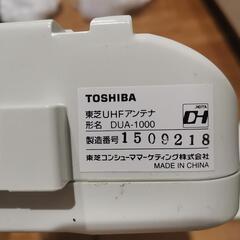 TOSHIBA
東芝UHFアンテナ
形名 DUA-1000
製造番号 1509218
東芝コンシューママーケティング株式会社
MADE IN CHINA
JEITA
DH